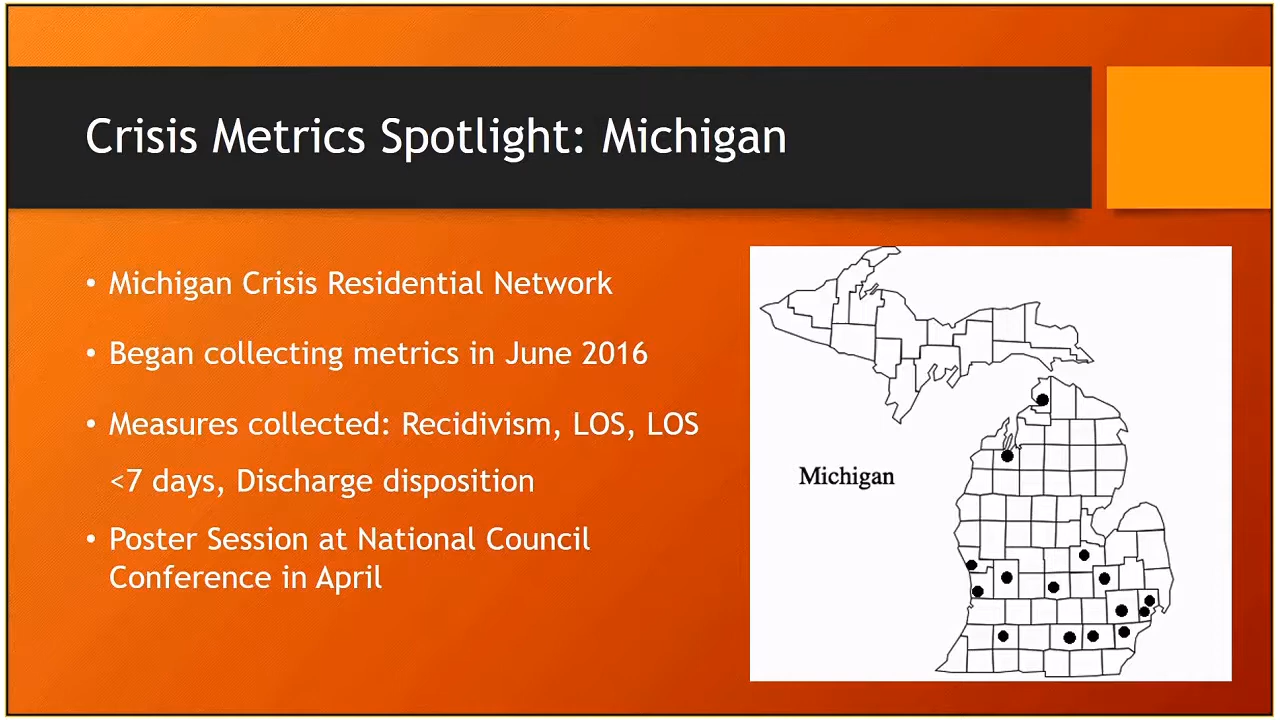 Crisis Metrics Spotlight: Michigan
• Michigan Crisis Residential Network
• Began collecting metrics in June 2016
• Measures collected: Recidivism, LOS, LOS
<7 days, Discharge disposition
• Poster Session at National Council
Conference in April
Michigan